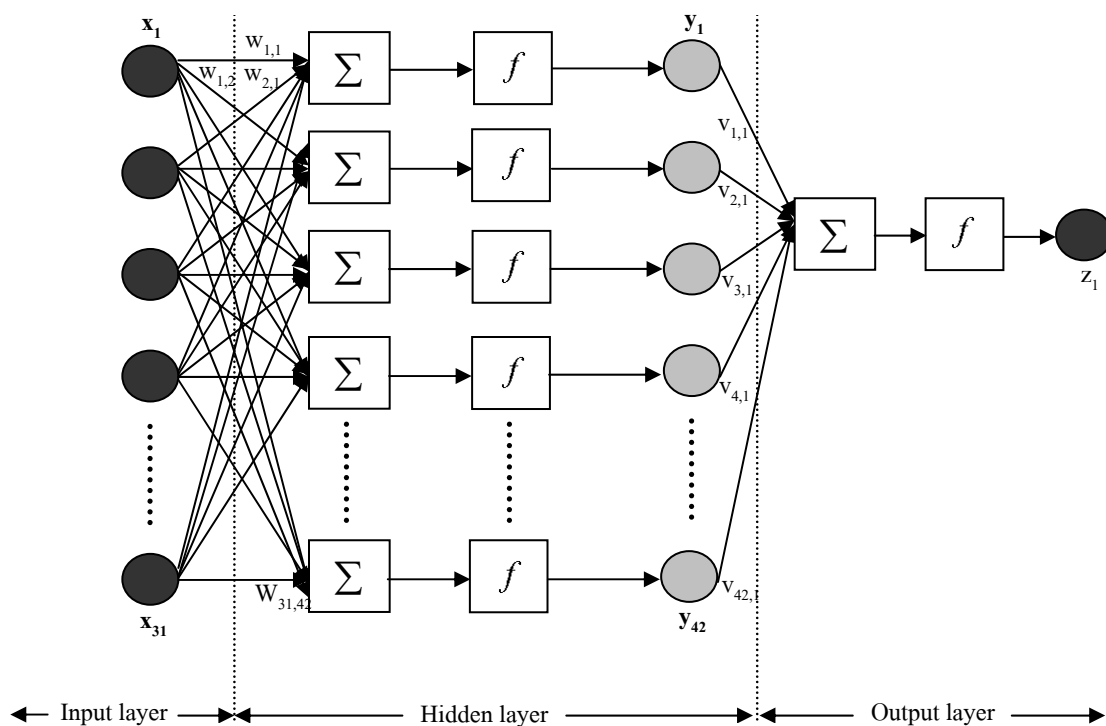 x1
y1
w1,1
w1,2
w2,1
Σ
f
v1,1
Σ
f
v2,1
Σ
f
z1
Σ
f
v3,1
Σ
f
v4,1
Σ
f
W31,42
v42,1
x31
y42
Input layer
Hidden layer
Output layer